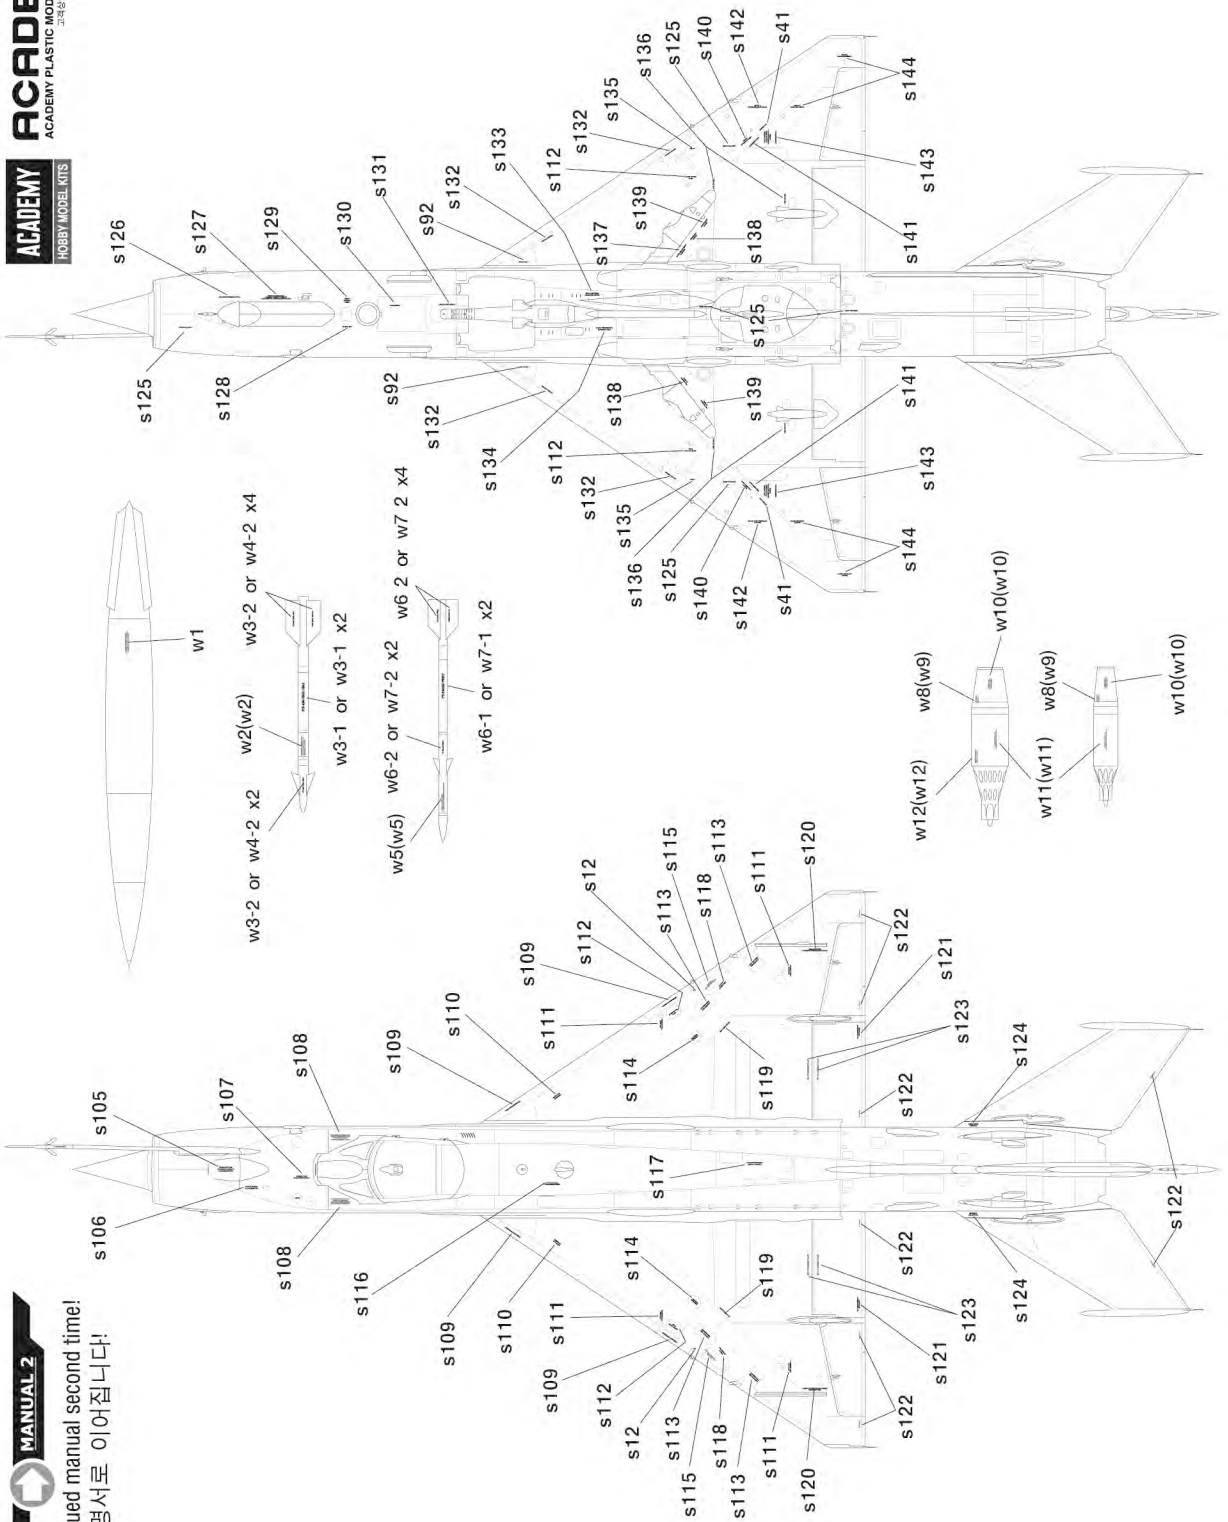 MANUAL 2
ued manual second time!
명서로 이어집니다!
ACADEMY
HOBBY MODEL KITS
ACADE
ACADEMY PLASTIC MOD
고객상
s105
s106
s107
s108
s108
s116
s109
s110
s109
s110
s109
s111
s109
s111
s112
s112
s12
s12
s114
s114
s113
s113
s115
s115
s117
s118
s118
s113
s113
s119
s119
s111
s111
s120
s120
s122
s122
s122
s122
s121
s121
s123
s123
s124
s124
s122
w1
w3-2 or w4-2 x2
w2(w2)
w3-2 or w4-2 x4
w3-1 or w3-1 x2
w5(w5)
w6-2 or w7-2 x2
w6 2 or w7 2 x4
w6-1 or w7-1 x2
w12(w12)
w8(w9)
w10(w10)
w11(w11)
w8(w9)
w10(w10)
s126
s125
s127
s128
s129
s130
s131
s92
s92
s132
s132
s133
s134
s112
s112
s132
s132
s135
s135
s137
s138
s139
s139
s138
s136
s136
s125
s125
s125
s140
s140
s142
s142
s41
s41
s141
s141
s143
s143
s144
s144